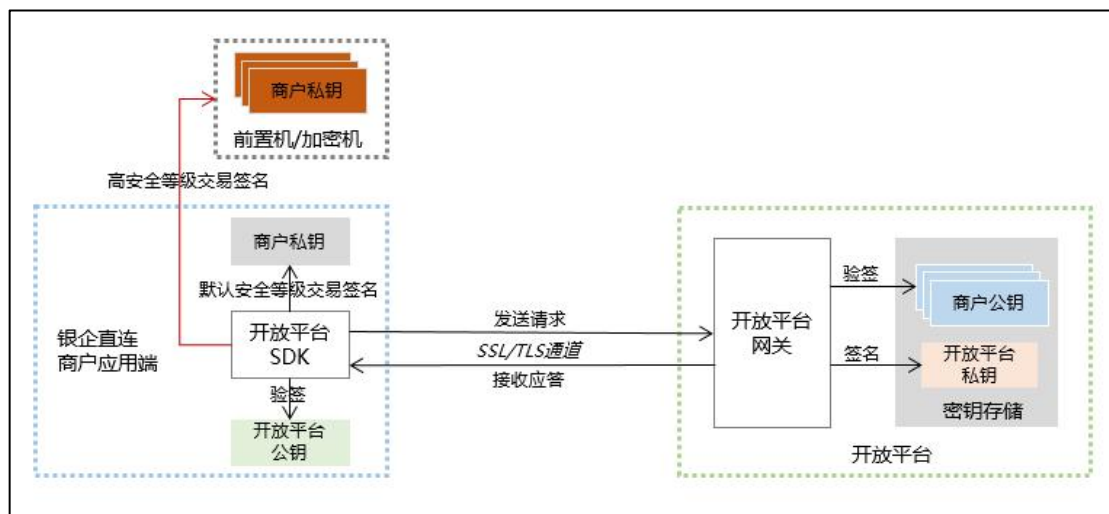 商户私钥
前置机/加密机
高安全等级交易签名
商户私钥
默认安全等级交易签名
银企直连
商户应用端
开放平台
SDK
验签
开放平台
公钥
发送请求
SSL/TLS通道
接收应答
开放平台
网关
验签
商户公钥
签名
开放平台
私钥
密钥存储
开放平台